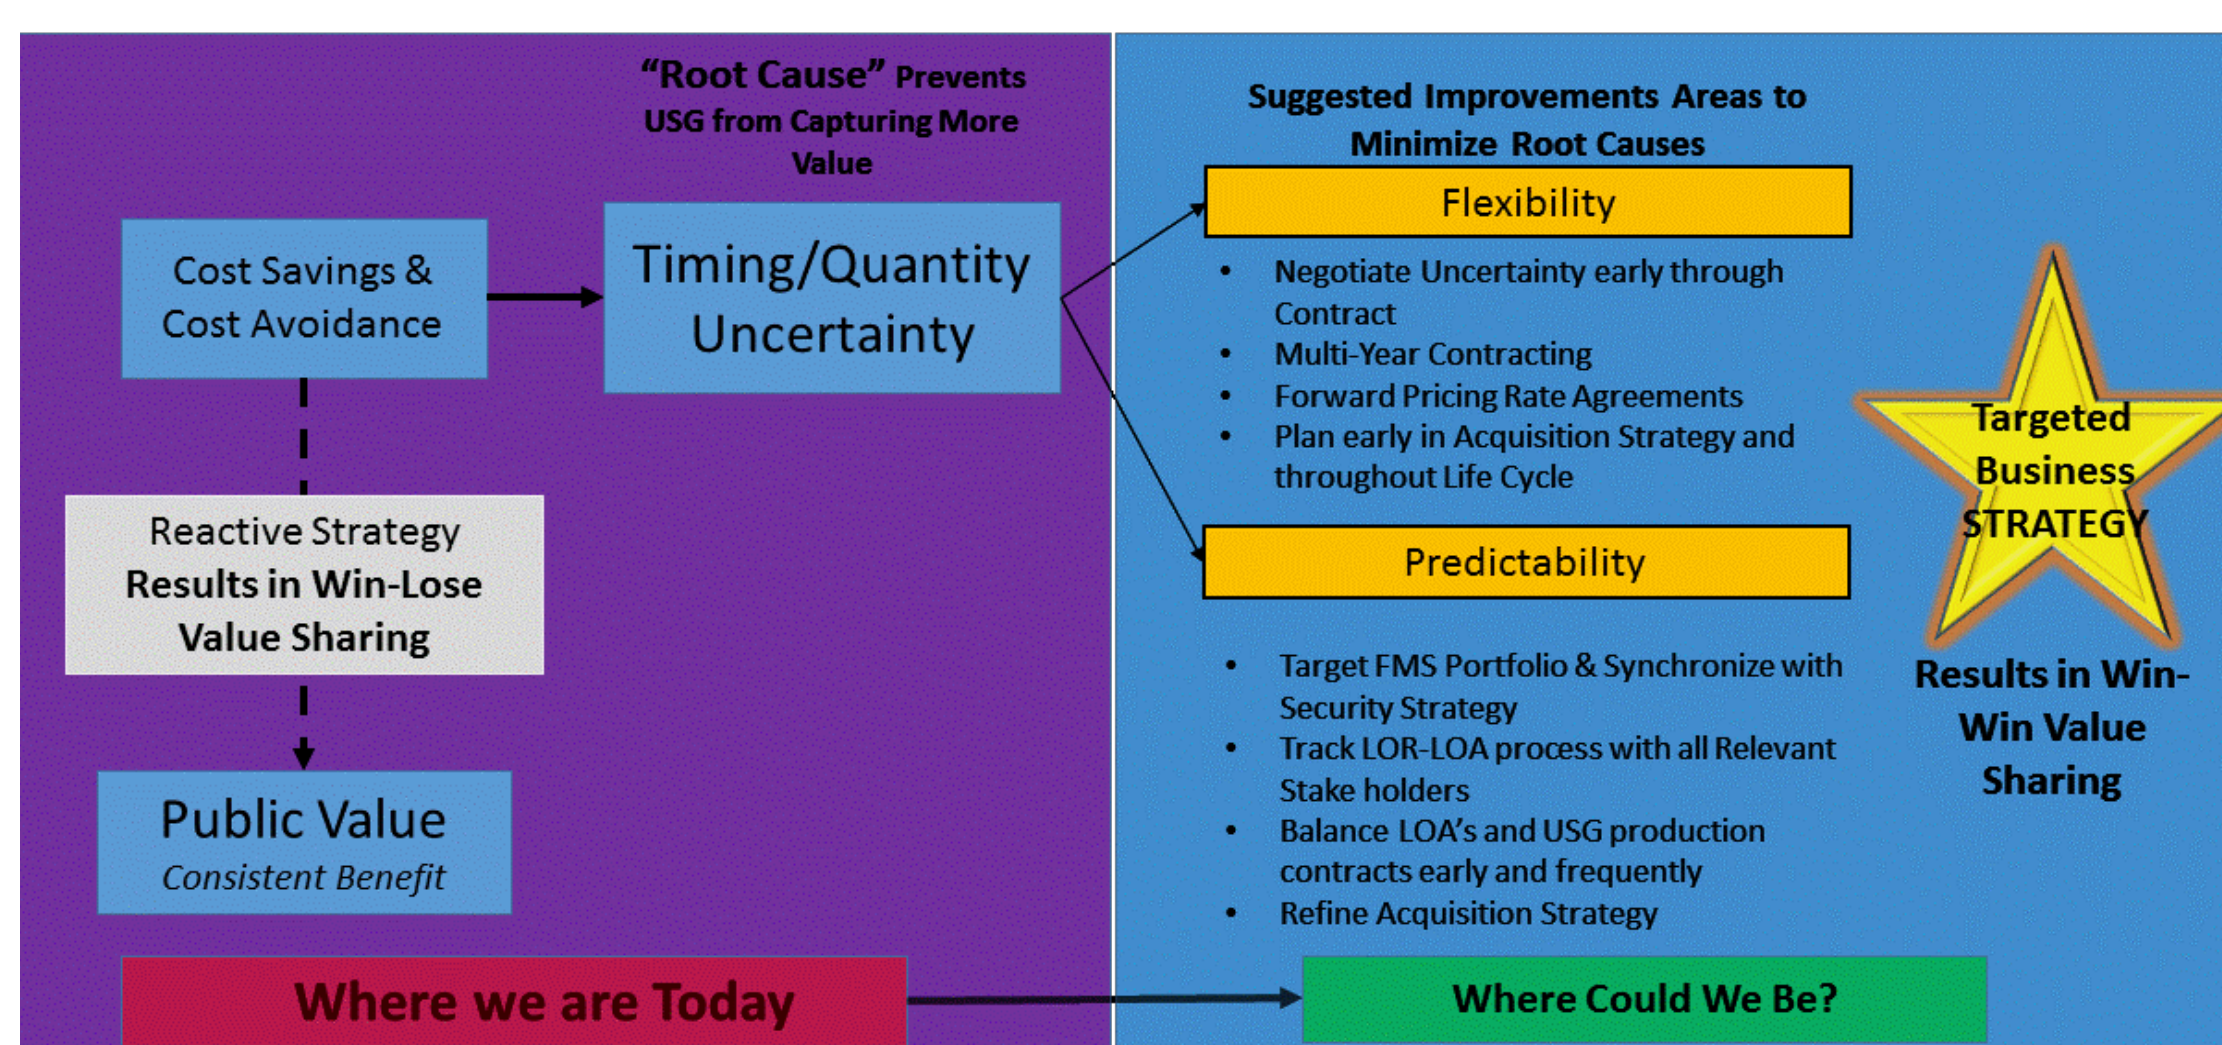 “Root Cause” Prevents
USG from Capturing More
Value
Cost Savings &
Cost Avoidance
Timing/Quantity
Uncertainty
Reactive Strategy
Results in Win-Lose
Value Sharing
Public Value
Consistent Benefit
Where we are Today
Suggested Improvements Areas to
Minimize Root Causes
Flexibility
• Negotiate Uncertainty early through
Contract
• Multi-Year Contracting
• Forward Pricing Rate Agreements
• Plan early in Acquisition Strategy and
throughout Life Cycle
Predictability
• Target FMS Portfolio & Synchronize with
Security Strategy
• Track LOR-LOA process with all Relevant
Stake holders
• Balance LOA’s and USG production
contracts early and frequently
• Refine Acquisition Strategy
Targeted
Business
STRATEGY
Results in Win-
Win Value
Sharing
Where Could We Be?